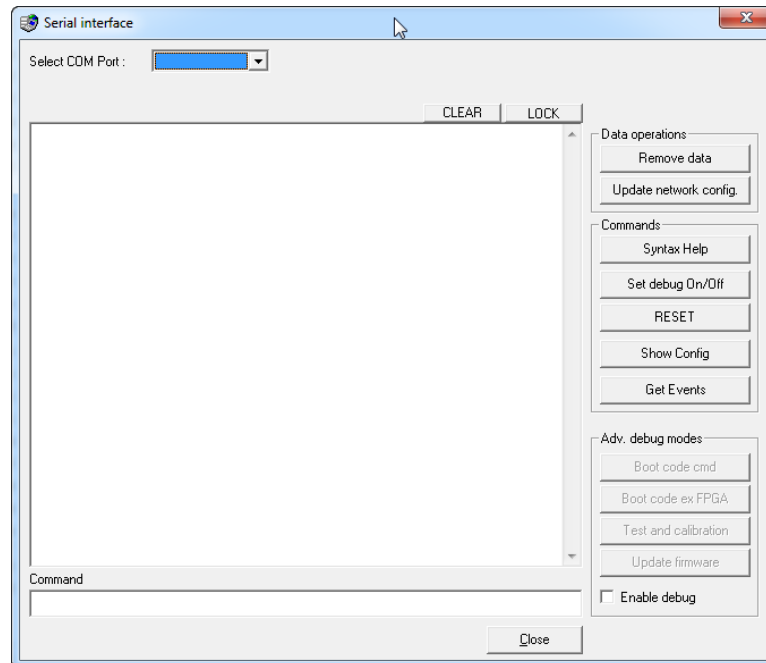 Serial interface
Select COM Port :
CLEAR
LOCK
Data operations
Remove data
Update network config.
Commands
Syntax Help
Set debug On/Off
RESET
Show Config
Get Events
Adv. debug modes
Boot code cmd
Boot code ex FPGA
Test and calibration
Update firmware
Enable debug
Command
Close